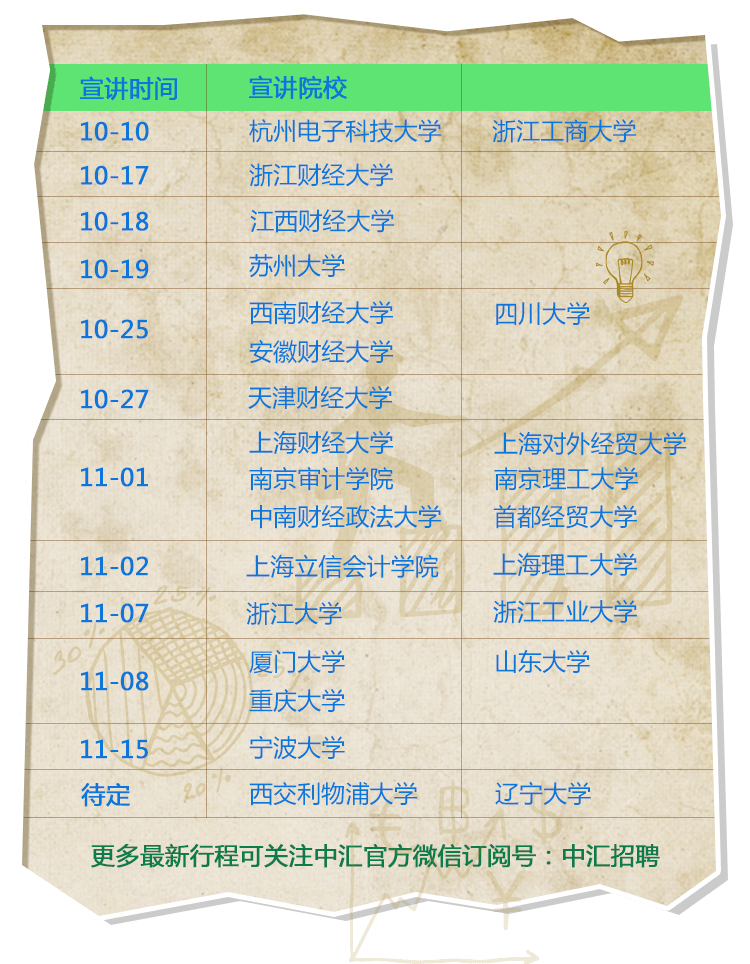 宣讲时间 宣讲院校
10-10 杭州电子科技大学 浙江工商大学
10-17 浙江财经大学
10-18 江西财经大学
10-19 苏州大学
10-25 西南财经大学 四川大学
安徽财经大学
10-27 天津财经大学
上海财经大学 上海对外经贸大学
11-01 南京审计学院 南京理工大学
中南财经政法大学 首都经贸大学
11-02 上海立信会计学院 上海理工大学
11-07 浙江大学 浙江工业大学
25%
30%
11-08 厦门大学 山东大学
重庆大学
11-15 宁波大学
20%
待定 西交利物浦大学 辽宁大学
€ B $
更多最新行程可关注中汇官方微信订阅号：中汇招聘
¥